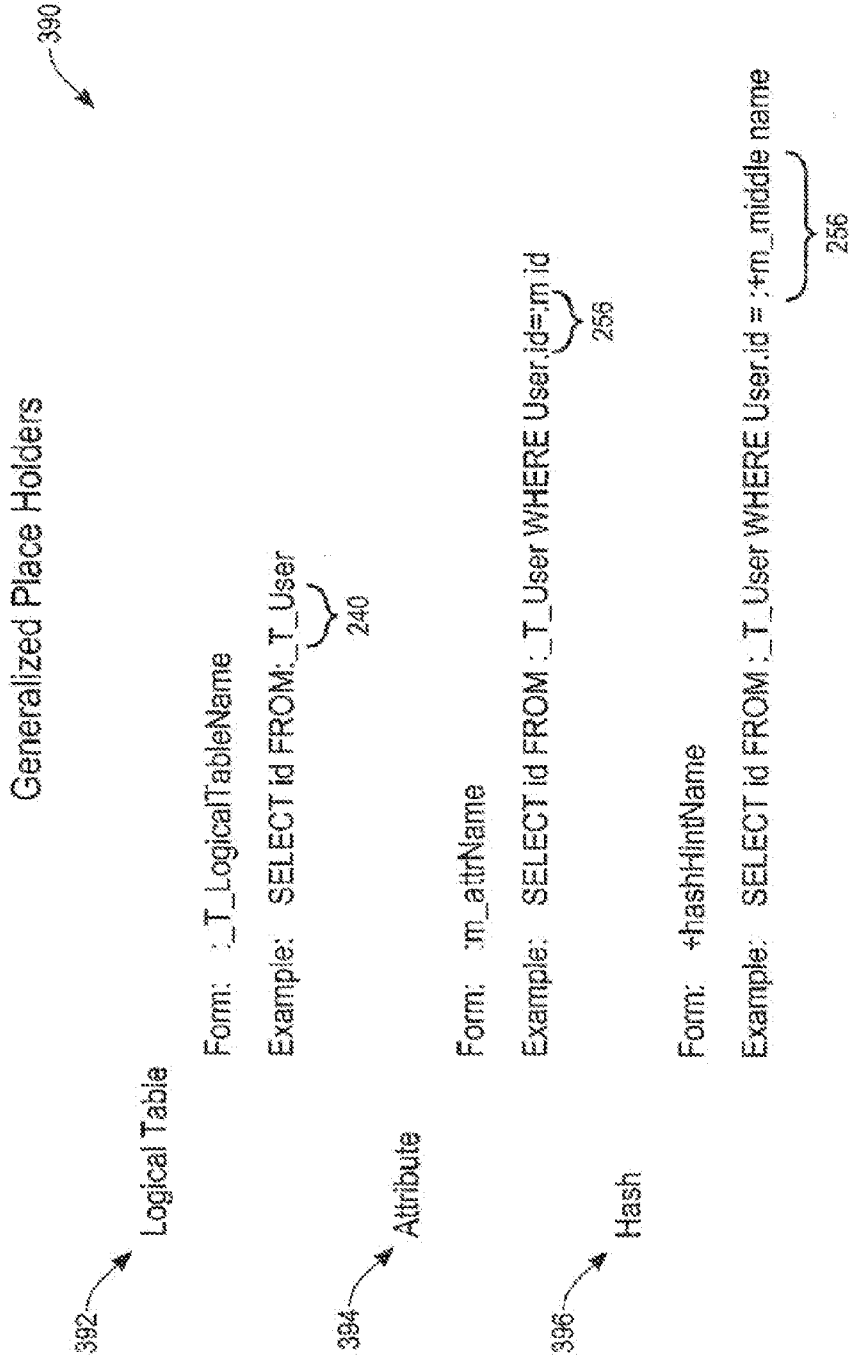 Generalized Place Holders
390
392
Logical Table
Form: :_T_LogicalTableName
Example: SELECT id FROM:_T_User
240
394
Attribute
Form: :m_attrName
Example: SELECT id FROM :_T_User WHERE User.id=:m id
256
396
Hash
Form: +hashHintName
Example: SELECT id FROM :_T_User WHERE User.id = :+m_middle name
256